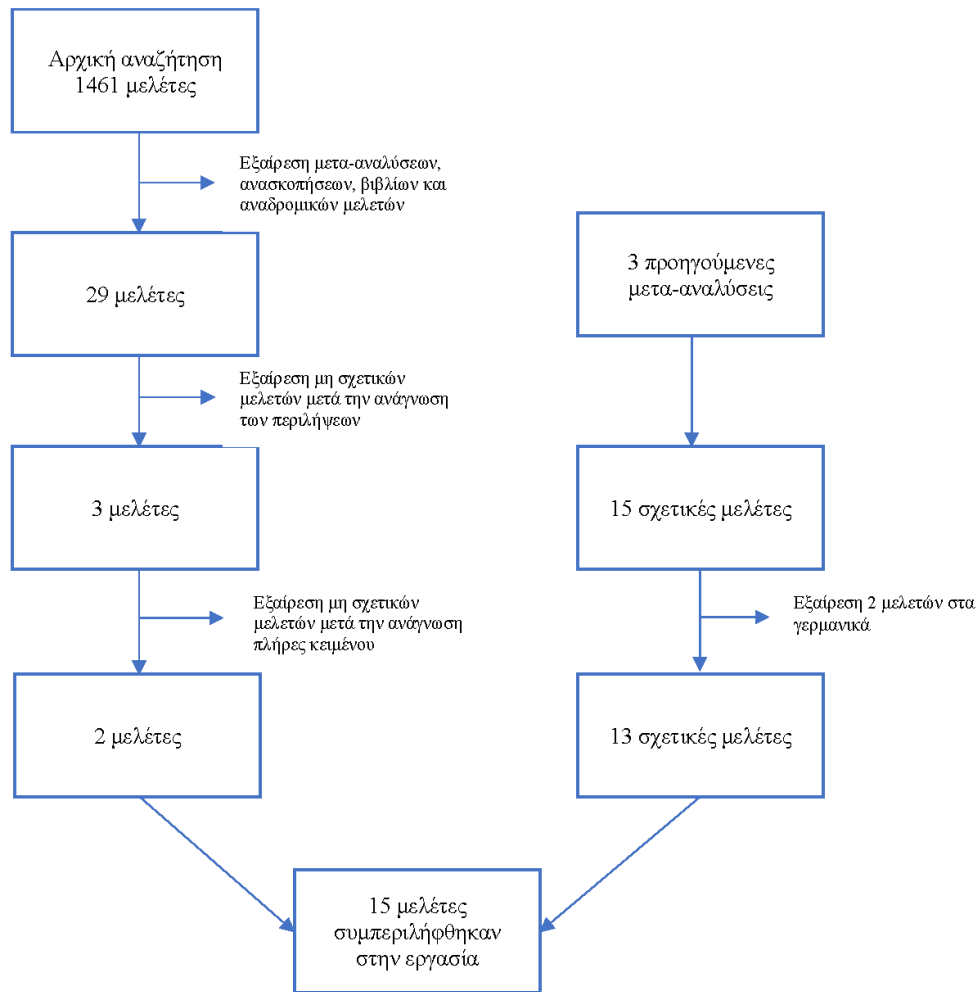 Αρχική αναζήτηση
1461 μελέτες
Εξαίρεση μετα-αναλύσεων,
ανασκοπήσεων, βιβλίων και
αναδρομικών μελετών
29 μελέτες
3 προηγούμενες
μετα-αναλύσεις
Εξαίρεση μη σχετικών
μελετών μετά την ανάγνωση
των περιλήψεων
3 μελέτες
15 σχετικές μελέτες
Εξαίρεση μη σχετικών
μελετών μετά την ανάγνωση
πλήρες κειμένου
Εξαίρεση 2 μελετών στα
γερμανικά
2 μελέτες
13 σχετικές μελέτες
15 μελέτες
συμπεριλήφθηκαν
στην εργασία